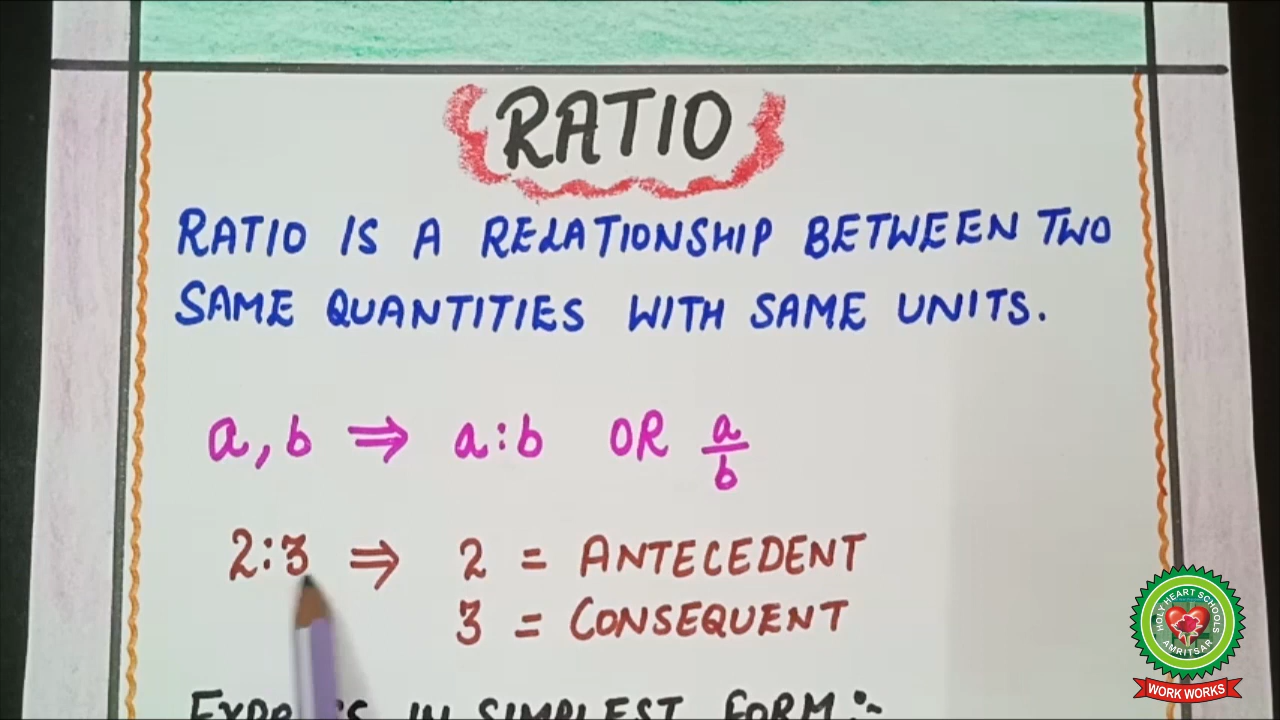 RATIO
RATIO IS A RELATIONSHIP BETWEEN TWO
SAME QUANTITIES WITH SAME UNITS.
a, b ⇒ a:b OR a/b
2:3 ⇒ 2 = ANTECEDENT
3 = CONSEQUENT
IN SIMPLEST FORM:-
HOLY HEART SCHOOLS
AMRITSAR
WORK WORKS